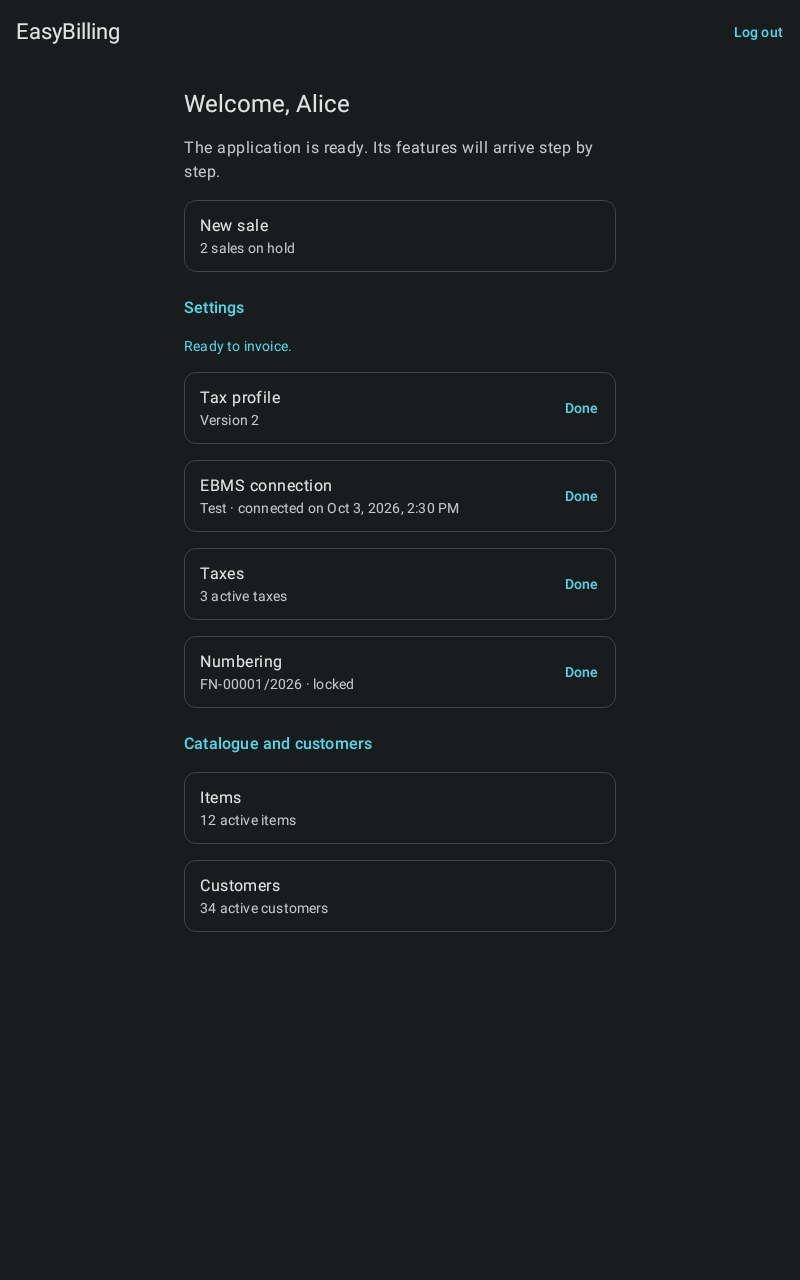 EasyBilling
Log out
Welcome, Alice
The application is ready. Its features will arrive step by
step.
New sale
2 sales on hold
Settings
Ready to invoice.
Tax profile
Version 2
Done
EBMS connection
Test · connected on Oct 3, 2026, 2:30 PM
Done
Taxes
3 active taxes
Done
Numbering
FN-00001/2026 · locked
Done
Catalogue and customers
Items
12 active items
Customers
34 active customers